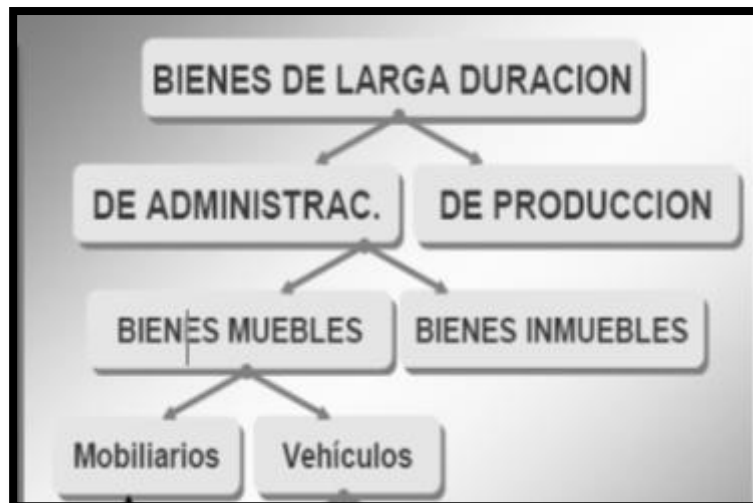 BIENES DE LARGA DURACION
DE ADMINISTRAC.
DE PRODUCCION
BIENES MUEBLES
BIENES INMUEBLES
Mobiliarios
Vehículos